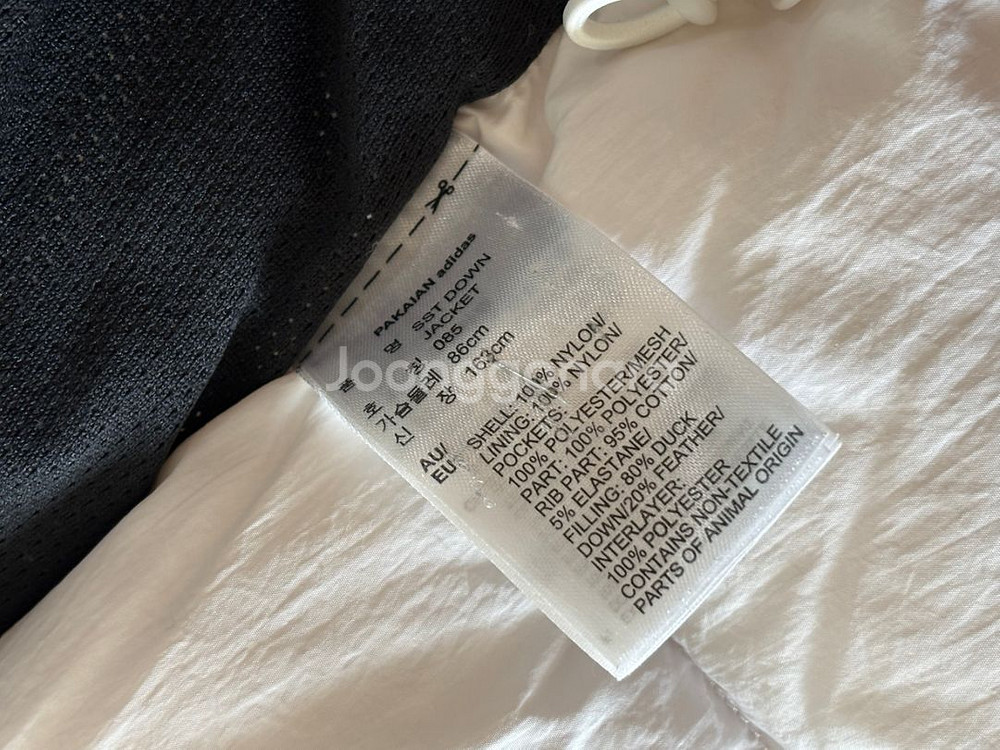 PAKAIAN adidas
품 명 SST DOWN
JACKET
호 칭 085
가슴둘레 86cm
신 장 163cm
AU/ SHELL: 100% NYLON/
EU: LINING: 100% NYLON/
POCKETS:
100% POLYESTER/MESH
PART: 100% POLYESTER/
RIB PART: 95% COTTON/
5% ELASTANE/
FILLING: 80% DUCK
DOWN/20% FEATHER/
INTERLAYER:
100% POLYESTER
CONTAINS NON-TEXTILE
PARTS OF ANIMAL ORIGIN
Joonggonara